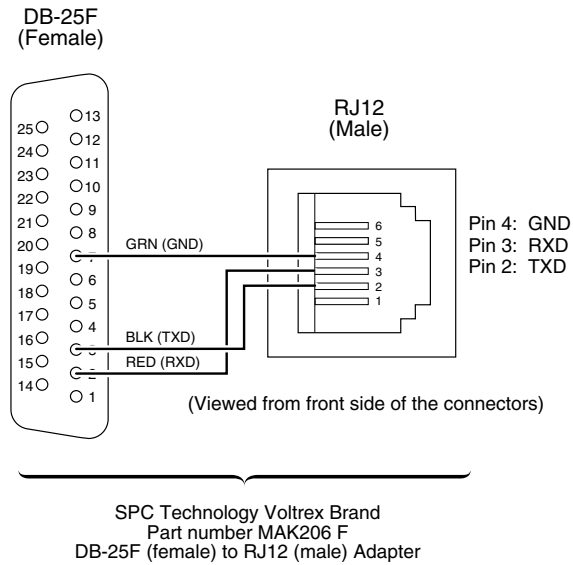 DB-25F
(Female)
13
25
12
24
11
23
10
22
9
21
8
20
7
19
6
18
5
17
4
16
3
15
2
14
1
GRN (GND)
BLK (TXD)
RED (RXD)
RJ12
(Male)
6
5
4
3
2
1
Pin 4: GND
Pin 3: RXD
Pin 2: TXD
(Viewed from front side of the connectors)
SPC Technology Voltrex Brand
Part number MAK206 F
DB-25F (female) to RJ12 (male) Adapter